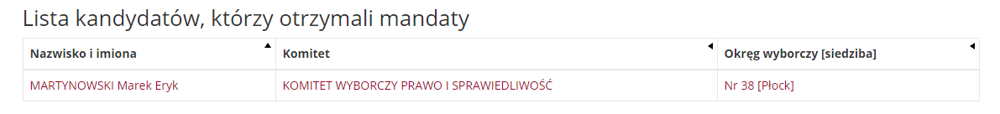 Lista kandydatów, którzy otrzymali mandaty
Nazwisko i imiona Komitet Okręg wyborczy [siedziba]
MARTYNOWSKI Marek Eryk KOMITET WYBORCZY PRAWO I SPRAWIEDLIWOŚĆ Nr 38 [Płock]